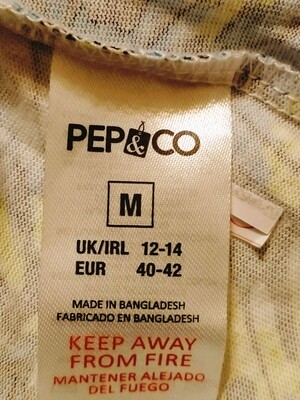 PEP&CO
M
UK/IRL 12-14
EUR 40-42
MADE IN BANGLADESH
FABRICADO EN BANGLADESH
KEEP AWAY
FROM FIRE
MANTENER ALEJADO
DEL FUEGO